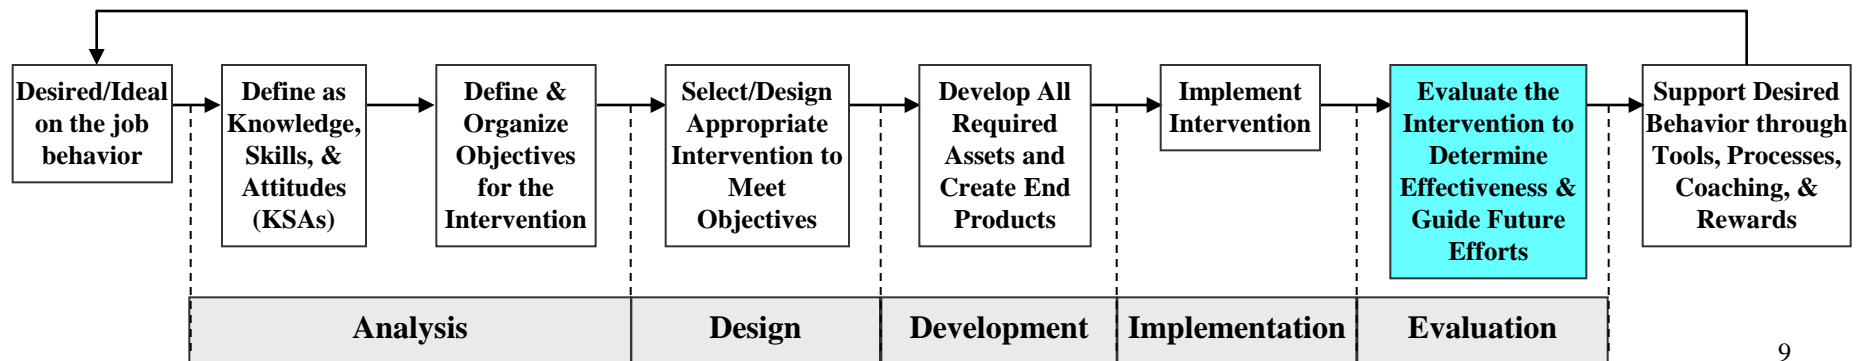 Desired/Ideal
on the job
behavior
Define as
Knowledge,
Skills, &
Attitudes
(KSAs)
Define &
Organize
Objectives
for the
Intervention
Select/Design
Appropriate
Intervention to
Meet
Objectives
Develop All
Required
Assets and
Create End
Products
Implement
Intervention
Evaluate the
Intervention to
Determine
Effectiveness &
Guide Future
Efforts
Support Desired
Behavior through
Tools, Processes,
Coaching, &
Rewards
Analysis
Design
Development
Implementation
Evaluation
9